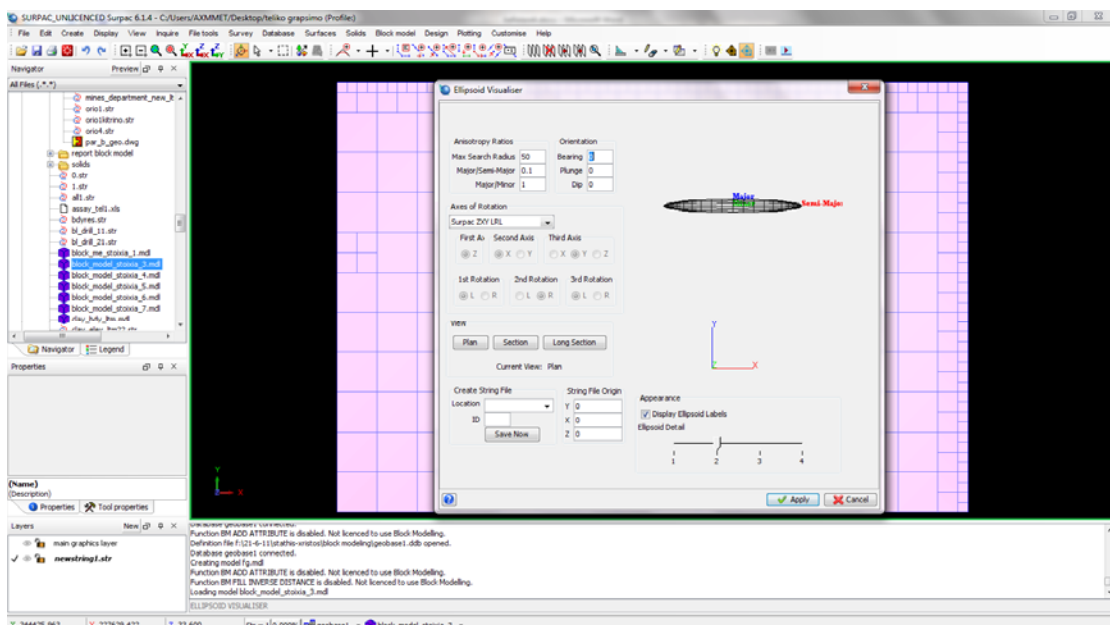 SURPAC_UNLICENCED Surpac 6.1.4 - C:/Users/AXMMET/Desktop/teliko grapsimo (Profile:)
File Edit Create Display View Inquire File tools Survey Database Surfaces Solids Block model Design Plotting Customise Help
Navigator Preview
All Files (*.*)
orio1.str
orio1kitrino.str
orio4.str
par_b_geo.dwg
report block model
solids
0.str
1.str
all1.str
assay_tel1.xls
bdyres.str
bl_drill_11.str
bl_drill_21.str
block_me_stoixia_1.mdl
block_model_stoixia_3.mdl
block_model_stoixia_4.mdl
block_model_stoixia_5.mdl
block_model_stoixia_6.mdl
block_model_stoixia_7.mdl
Navigator Legend
Properties
(Name)
(Description)
Properties Tool properties
Layers New
main graphics layer
newstring1.str
Ellipsoid Visualiser
Anisotropy Ratios Orientation
Max Search Radius 50 Bearing 0
Major/Semi-Major 0.1 Plunge 0
Major/Minor 1 Dip 0
Axes of Rotation
Surpac ZXY LRL
First Ax Second Axis Third Axis
Z X Y X Y Z
1st Rotation 2nd Rotation 3rd Rotation
L R L R L R
View
Plan Section Long Section
Current View: Plan
Create String File String File Origin
Location Y 0
ID X 0
Save Now Z 0
Major
Semi-Major
Y
Z X
Appearance
Display Ellipsoid Labels
Ellipsoid Detail
1 2 3 4
Apply Cancel
Y
X
Database geobase1 connected.
Function BM ADD ATTRIBUTE is disabled. Not licenced to use Block Modelling.
Definition file f:\21-6-11\stathis-xristos\block modeling\geobase1.ddb opened.
Database geobase1 connected.
Creating model fg.mdl
Function BM ADD ATTRIBUTE is disabled. Not licenced to use Block Modelling.
Function BM FILL INVERSE DISTANCE is disabled. Not licenced to use Block Modelling.
Loading model block_model_stoixia_3.mdl
ELLIPSOID VISUALISER